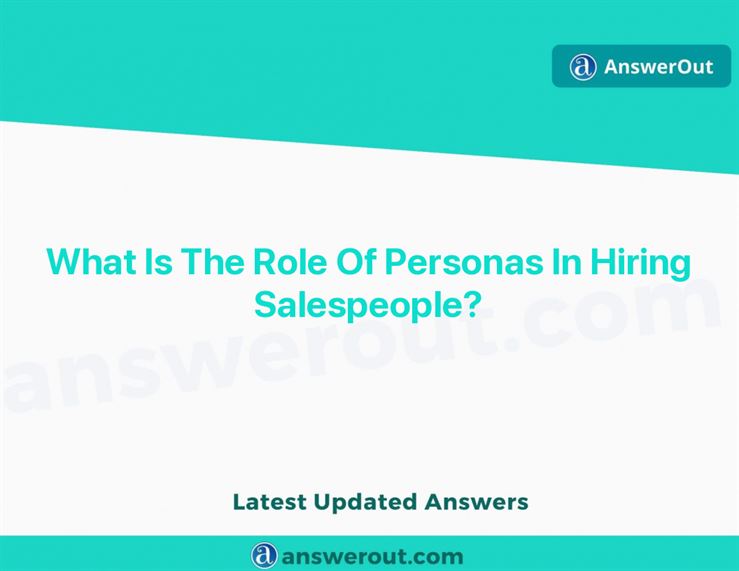 AnswerOut
What Is The Role Of Personas In Hiring
Salespeople?
answerout.com
Latest Updated Answers
answerout.com